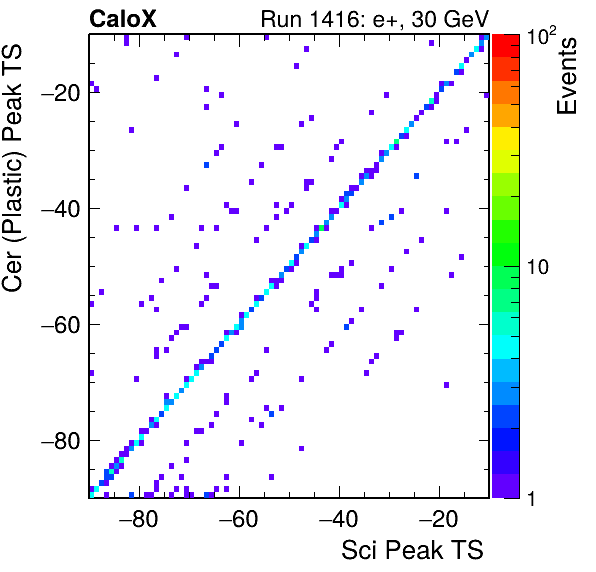 CaloX Run 1416: e+, 30 GeV
Cer (Plastic) Peak TS
−20
−40
−60
−80
−80 −60 −40 −20
Sci Peak TS
10²
10
1
Events